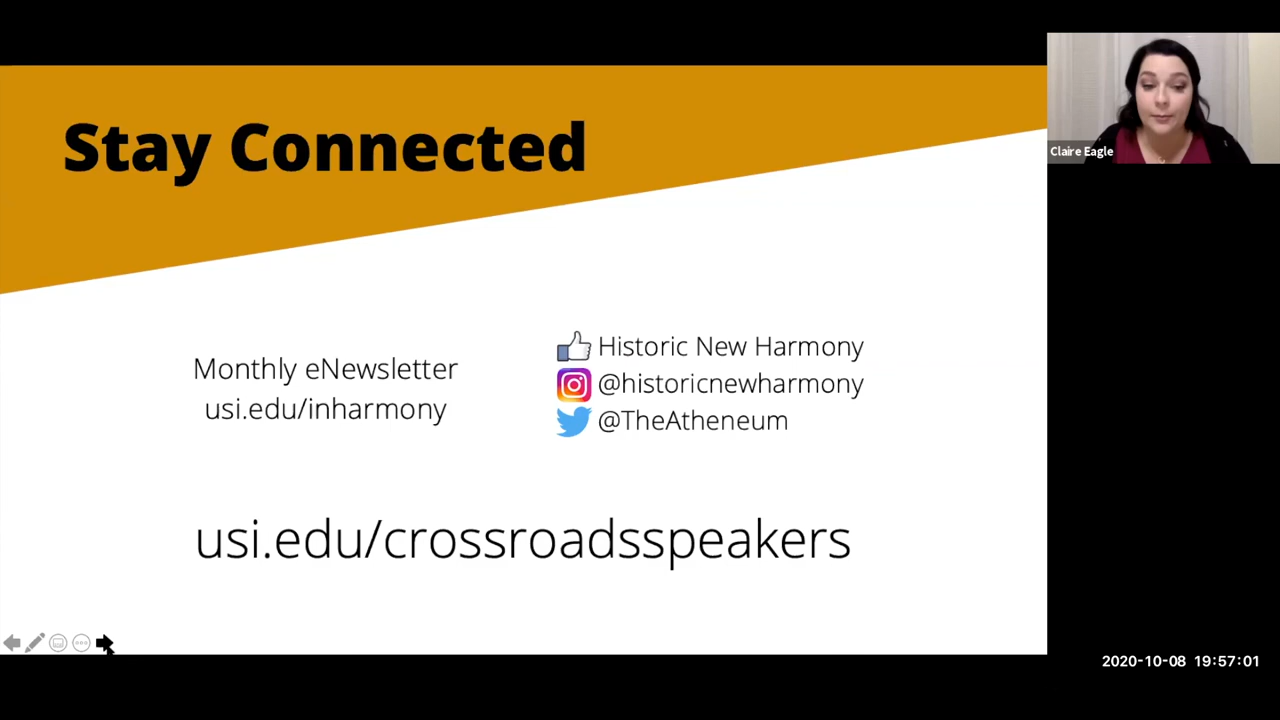 Stay Connected
Claire Eagle
Monthly eNewsletter
usi.edu/inharmony
Historic New Harmony
@historicnewharmony
@TheAtheneum
usi.edu/crossroadsspeakers
2020-10-08 19:57:01